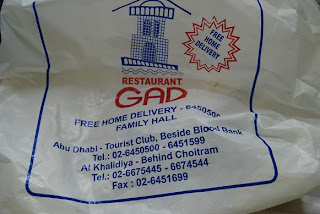 FREE
HOME
DELIVERY
RESTAURANT
GAD
FREE HOME DELIVERY - 6450500
FAMILY HALL
Abu Dhabi - Tourist Club, Beside Blood Bank
Tel.: 02-6450500 - 6451599
Al Khalidiya - Behind Choitram
Tel.: 02-6675445 - 6674544
Fax : 02-6451699